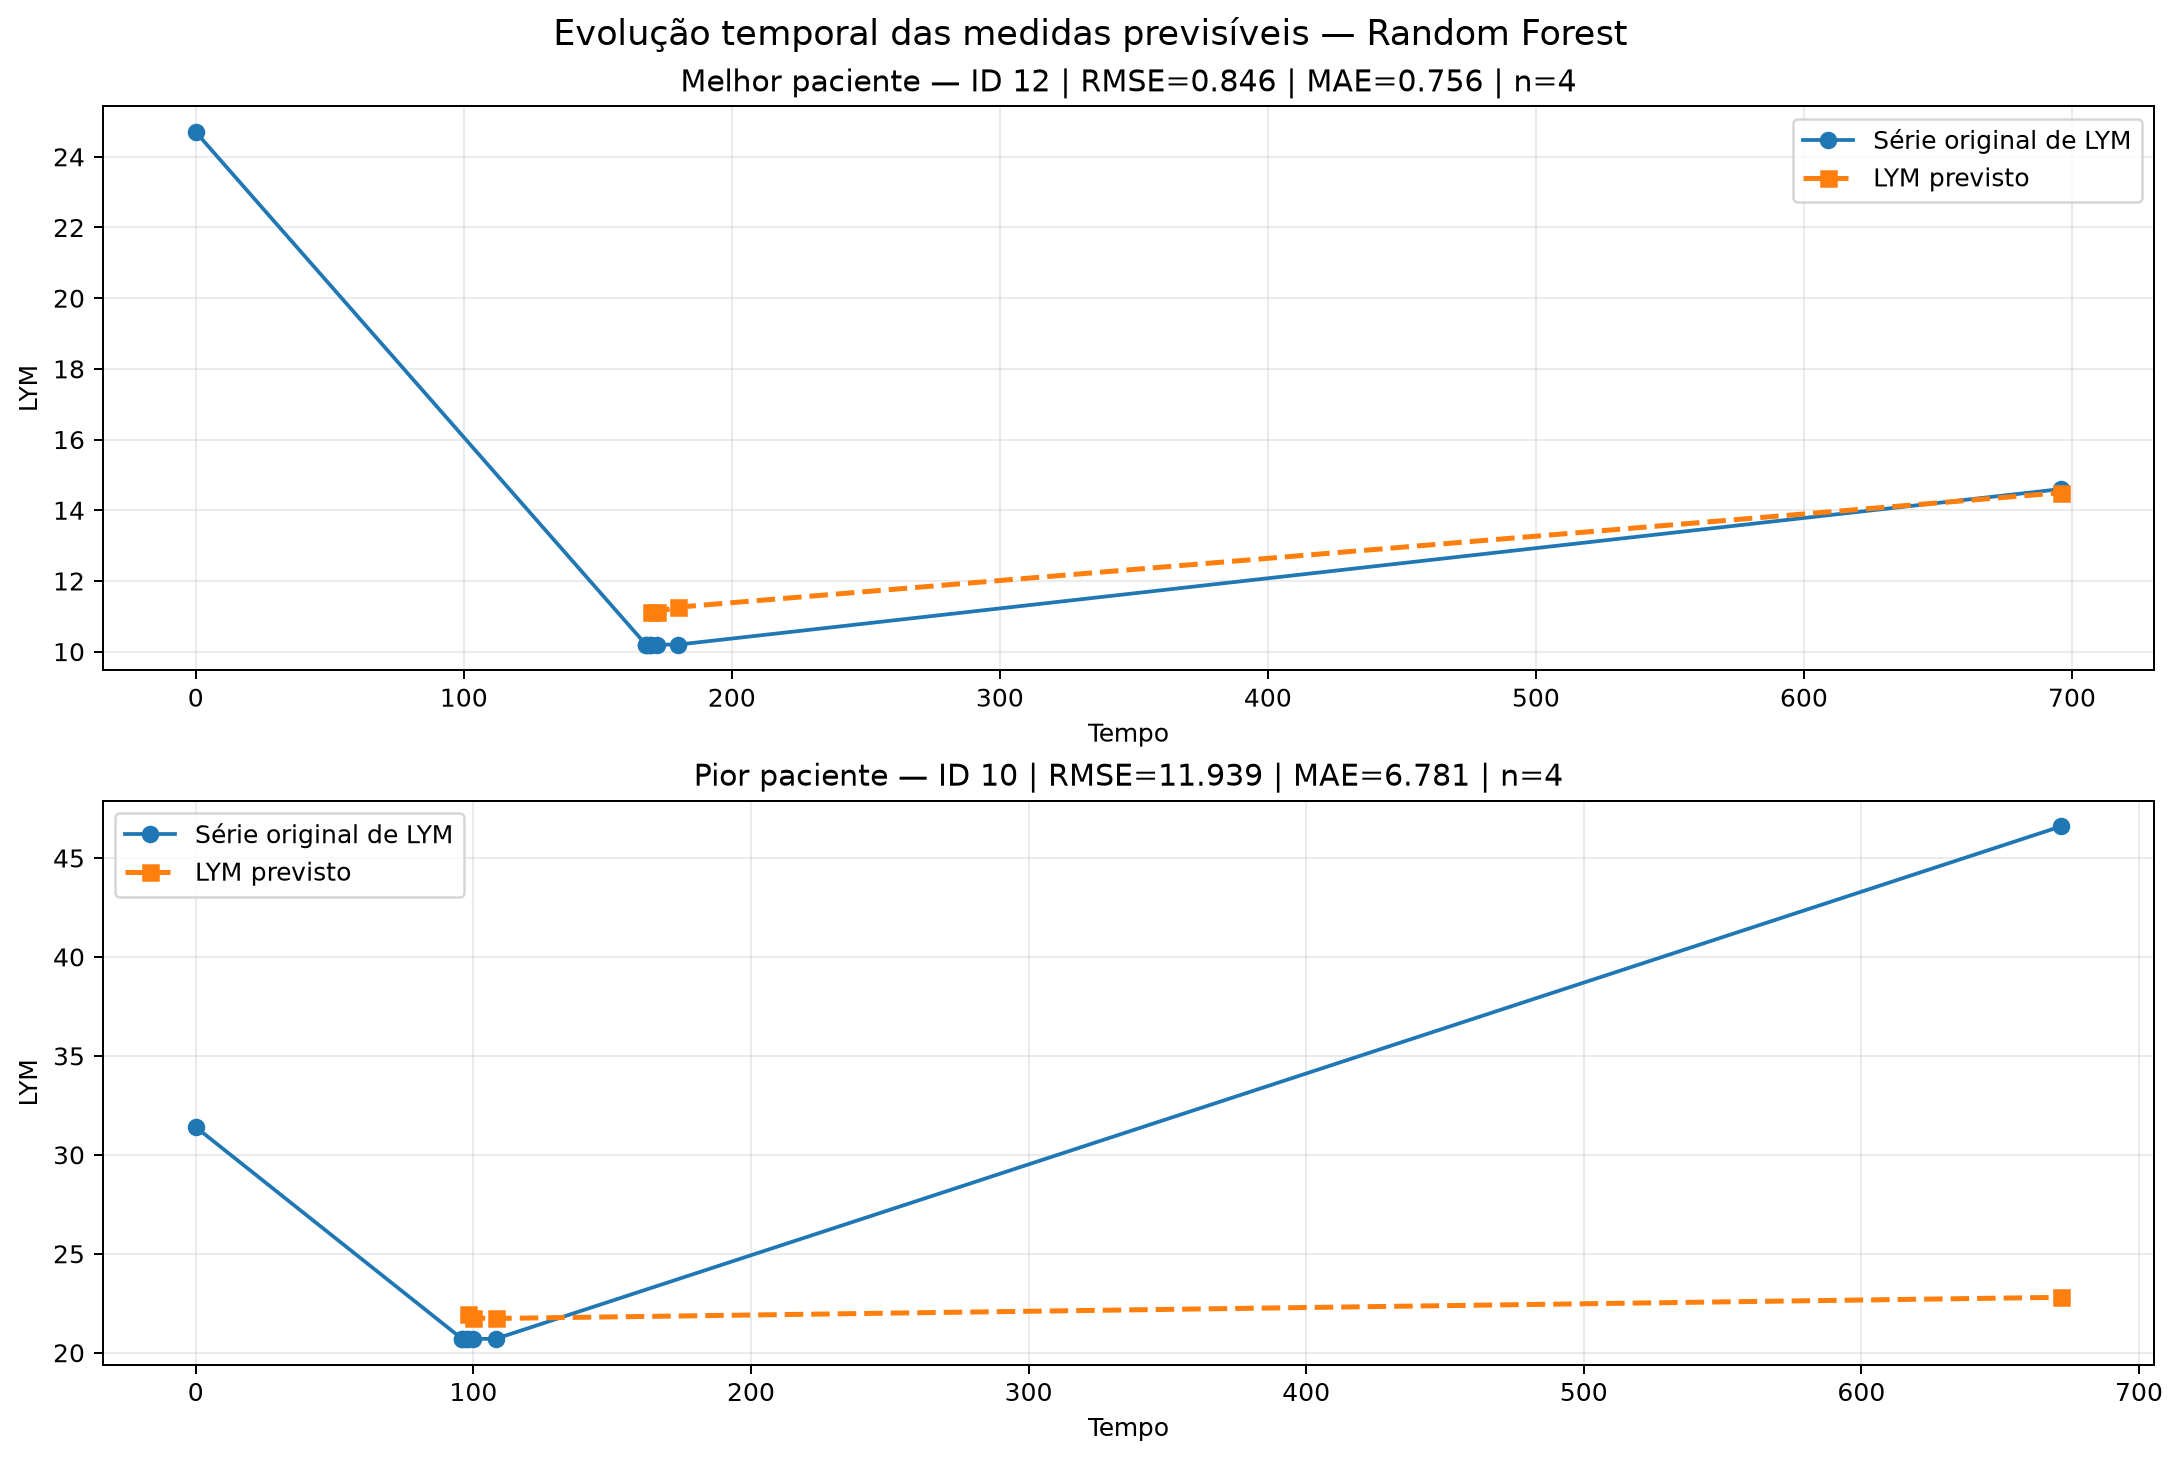 Evolução temporal das medidas previsíveis — Random Forest
Melhor paciente — ID 12 | RMSE=0.846 | MAE=0.756 | n=4
Série original de LYM
LYM previsto
24
22
20
18
16
14
12
10
LYM
0 100 200 300 400 500 600 700
Tempo
Pior paciente — ID 10 | RMSE=11.939 | MAE=6.781 | n=4
Série original de LYM
LYM previsto
45
40
35
30
25
20
LYM
0 100 200 300 400 500 600 700
Tempo